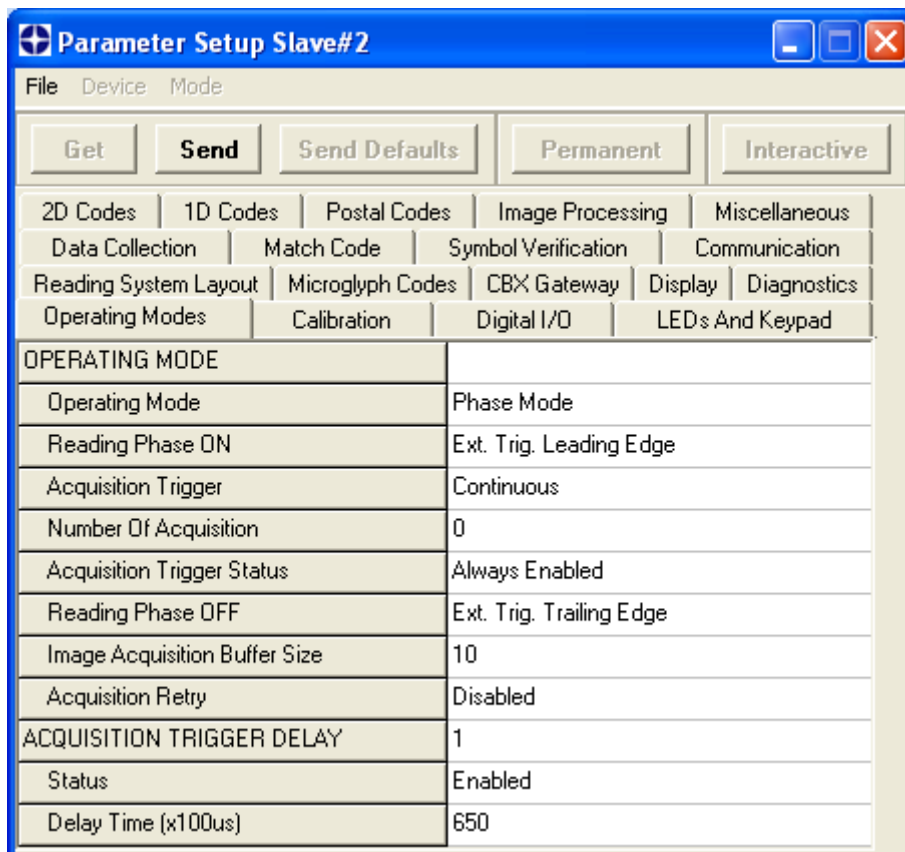 Parameter Setup Slave#2
File Device Mode
Get Send Send Defaults Permanent Interactive
2D Codes 1D Codes Postal Codes Image Processing Miscellaneous
Data Collection Match Code Symbol Verification Communication
Reading System Layout Microglyph Codes CBX Gateway Display Diagnostics
Operating Modes Calibration Digital I/O LEDs And Keypad
OPERATING MODE
Operating Mode Phase Mode
Reading Phase ON Ext. Trig. Leading Edge
Acquisition Trigger Continuous
Number Of Acquisition 0
Acquisition Trigger Status Always Enabled
Reading Phase OFF Ext. Trig. Trailing Edge
Image Acquisition Buffer Size 10
Acquisition Retry Disabled
ACQUISITION TRIGGER DELAY 1
Status Enabled
Delay Time (x100us) 650